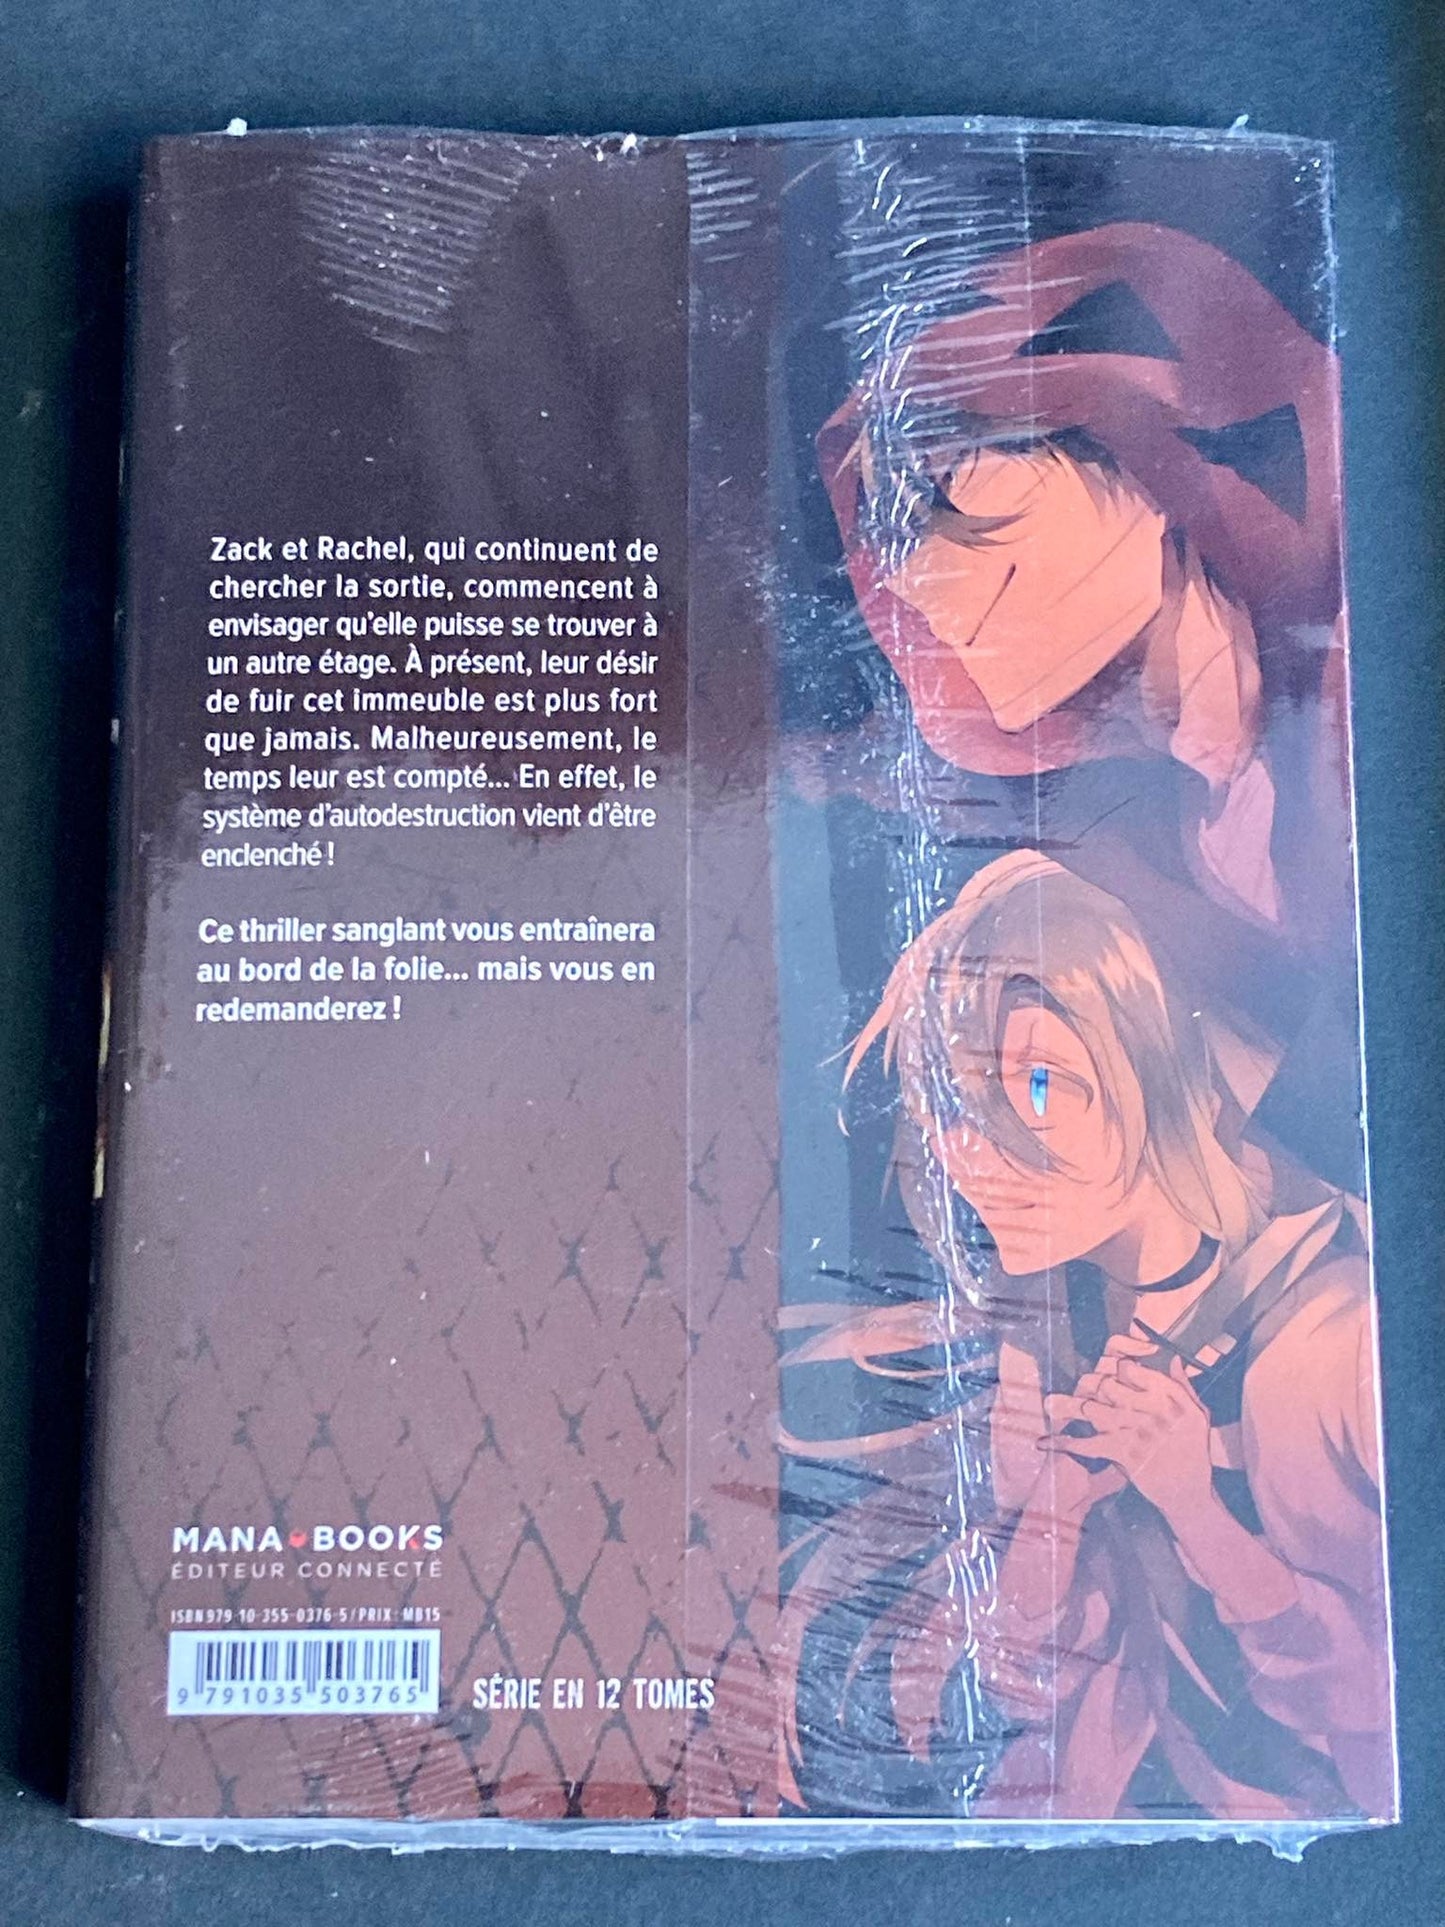 Zack et Rachel, qui continuent de
chercher la sortie, commencent à
envisager qu'elle puisse se trouver à
un autre étage. À présent, leur désir
de fuir cet immeuble est plus fort
que jamais. Malheureusement, le
temps leur est compté... En effet, le
système d'autodestruction vient d'être
enclenché !
Ce thriller sanglant vous entraînera
au bord de la folie... mais vous en
redemanderez !
MANA BOOKS
ÉDITEUR CONNECTÉ
ISBN 979-10-355-0376-5 / PRIX : MB15
9 791035 503765
SÉRIE EN 12 TOMES